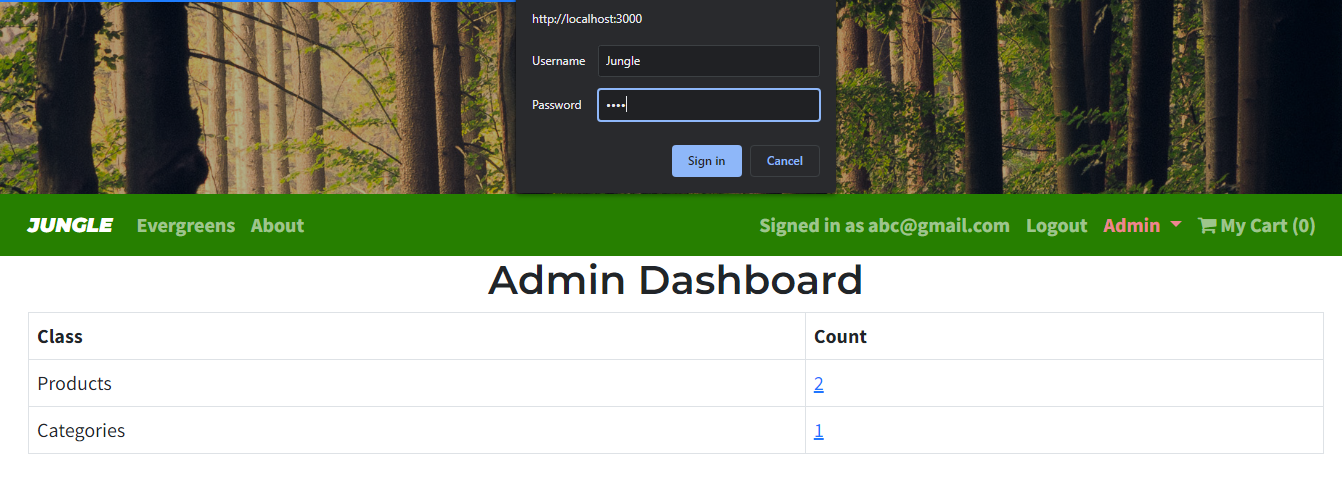 http://localhost:3000
Username Jungle
Password ••••
Sign in Cancel
JUNGLE Evergreens About Signed in as abc@gmail.com Logout Admin My Cart (0)
Admin Dashboard
Class Count
Products 2
Categories 1